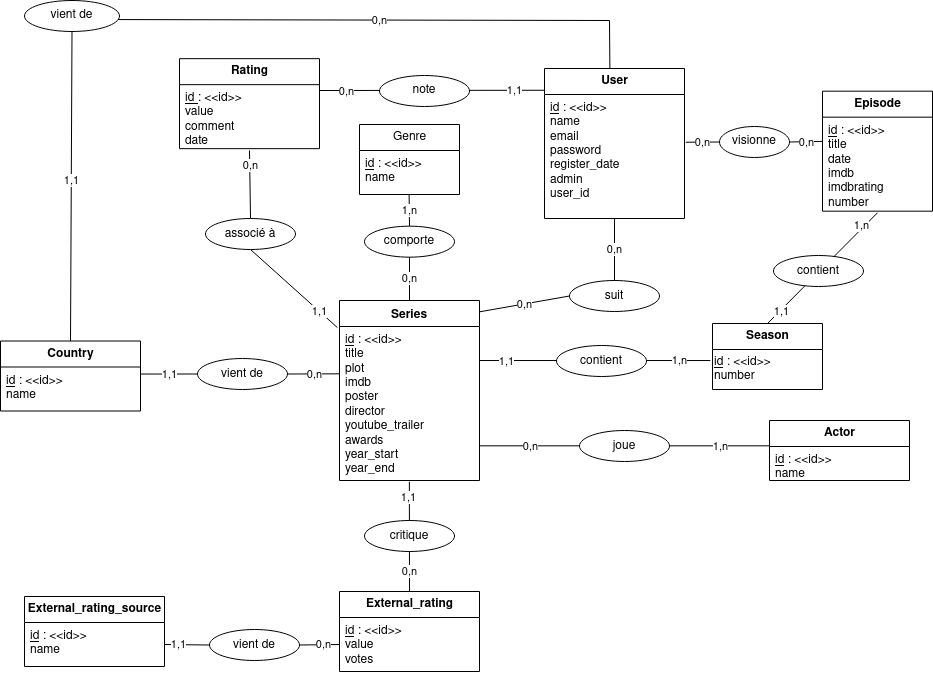 vient de
0,n
Rating
id : <<id>>
value
comment
date
0,n
note
1,1
User
id : <<id>>
name
email
password
register_date
admin
user_id
0,n
visionne
0,n
Episode
id : <<id>>
title
date
imdb
imdbrating
number
Genre
id : <<id>>
name
1,1
0,n
associé à
1,1
1,n
comporte
0,n
0,n
suit
0,n
1,n
contient
1,1
Series
id : <<id>>
title
plot
imdb
poster
director
youtube_trailer
awards
year_start
year_end
Season
id : <<id>>
number
1,1
contient
1,n
Country
id : <<id>>
name
1,1
vient de
0,n
0,n
joue
1,n
Actor
id : <<id>>
name
1,1
critique
0,n
External_rating_source
id : <<id>>
name
1,1
vient de
0,n
External_rating
id : <<id>>
value
votes